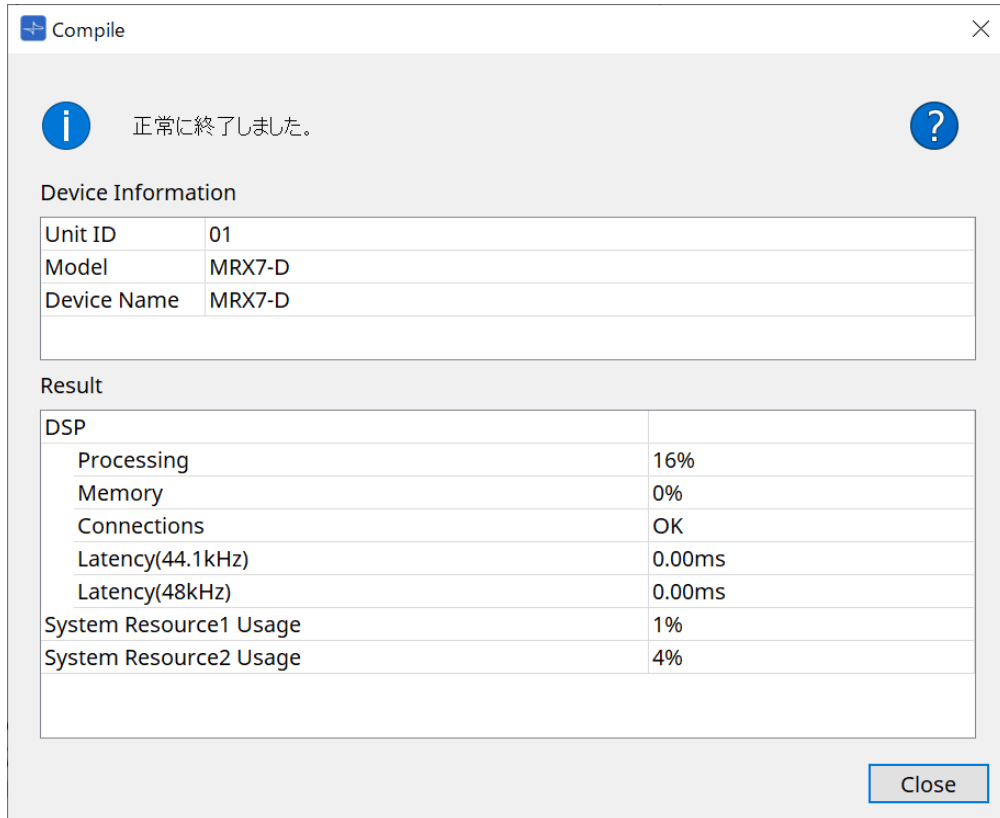 Compile
正常に終了しました。
Device Information
Unit ID 01
Model MRX7-D
Device Name MRX7-D
Result
DSP
Processing 16%
Memory 0%
Connections OK
Latency(44.1kHz) 0.00ms
Latency(48kHz) 0.00ms
System Resource1 Usage 1%
System Resource2 Usage 4%
Close